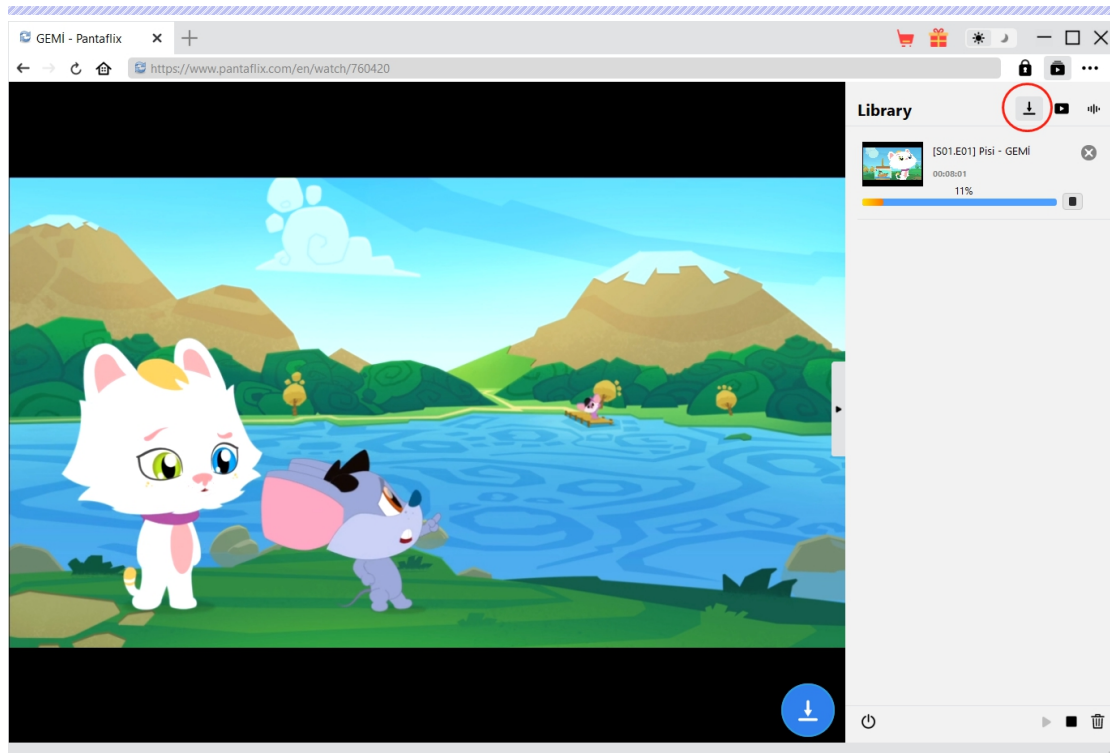 GEMİ - Pantaflix
https://www.pantaflix.com/en/watch/760420
Library
[S01.E01] Pisi - GEMİ
00:08:01
11%